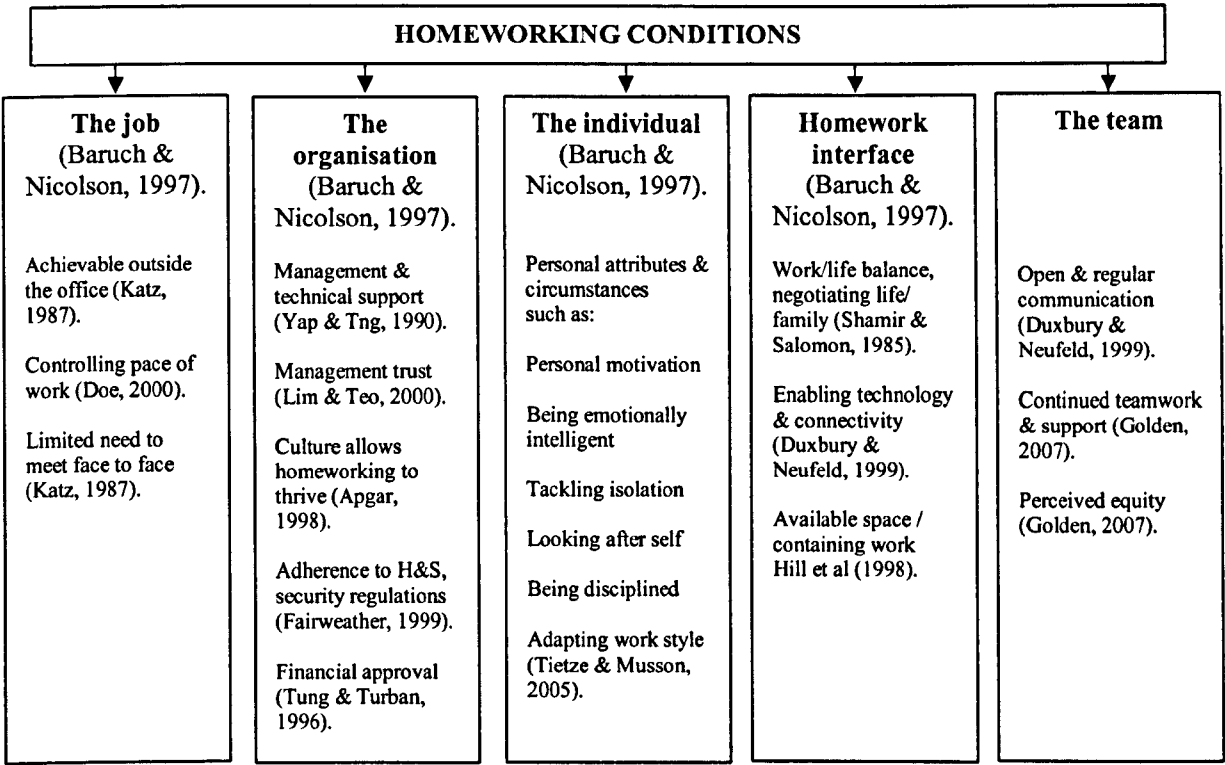 HOMEWORKING CONDITIONS
The job
(Baruch &
Nicolson, 1997).
Achievable outside
the office (Katz,
1987).
Controlling pace of
work (Doe, 2000).
Limited need to
meet face to face
(Katz, 1987).
The
organisation
(Baruch &
Nicolson, 1997).
Management &
technical support
(Yap & Tng, 1990).
Management trust
(Lim & Teo, 2000).
Culture allows
homeworking to
thrive (Apgar,
1998).
Adherence to H&S,
security regulations
(Fairweather, 1999).
Financial approval
(Tung & Turban,
1996).
The individual
(Baruch &
Nicolson, 1997).
Personal attributes &
circumstances
such as:
Personal motivation
Being emotionally
intelligent
Tackling isolation
Looking after self
Being disciplined
Adapting work style
(Tietze & Musson,
2005).
Homework
interface
(Baruch &
Nicolson, 1997).
Work/life balance,
negotiating life/
family (Shamir &
Salomon, 1985).
Enabling technology
& connectivity
(Duxbury &
Neufeld, 1999).
Available space /
containing work
Hill et al (1998).
The team
Open & regular
communication
(Duxbury &
Neufeld, 1999).
Continued teamwork
& support (Golden,
2007).
Perceived equity
(Golden, 2007).